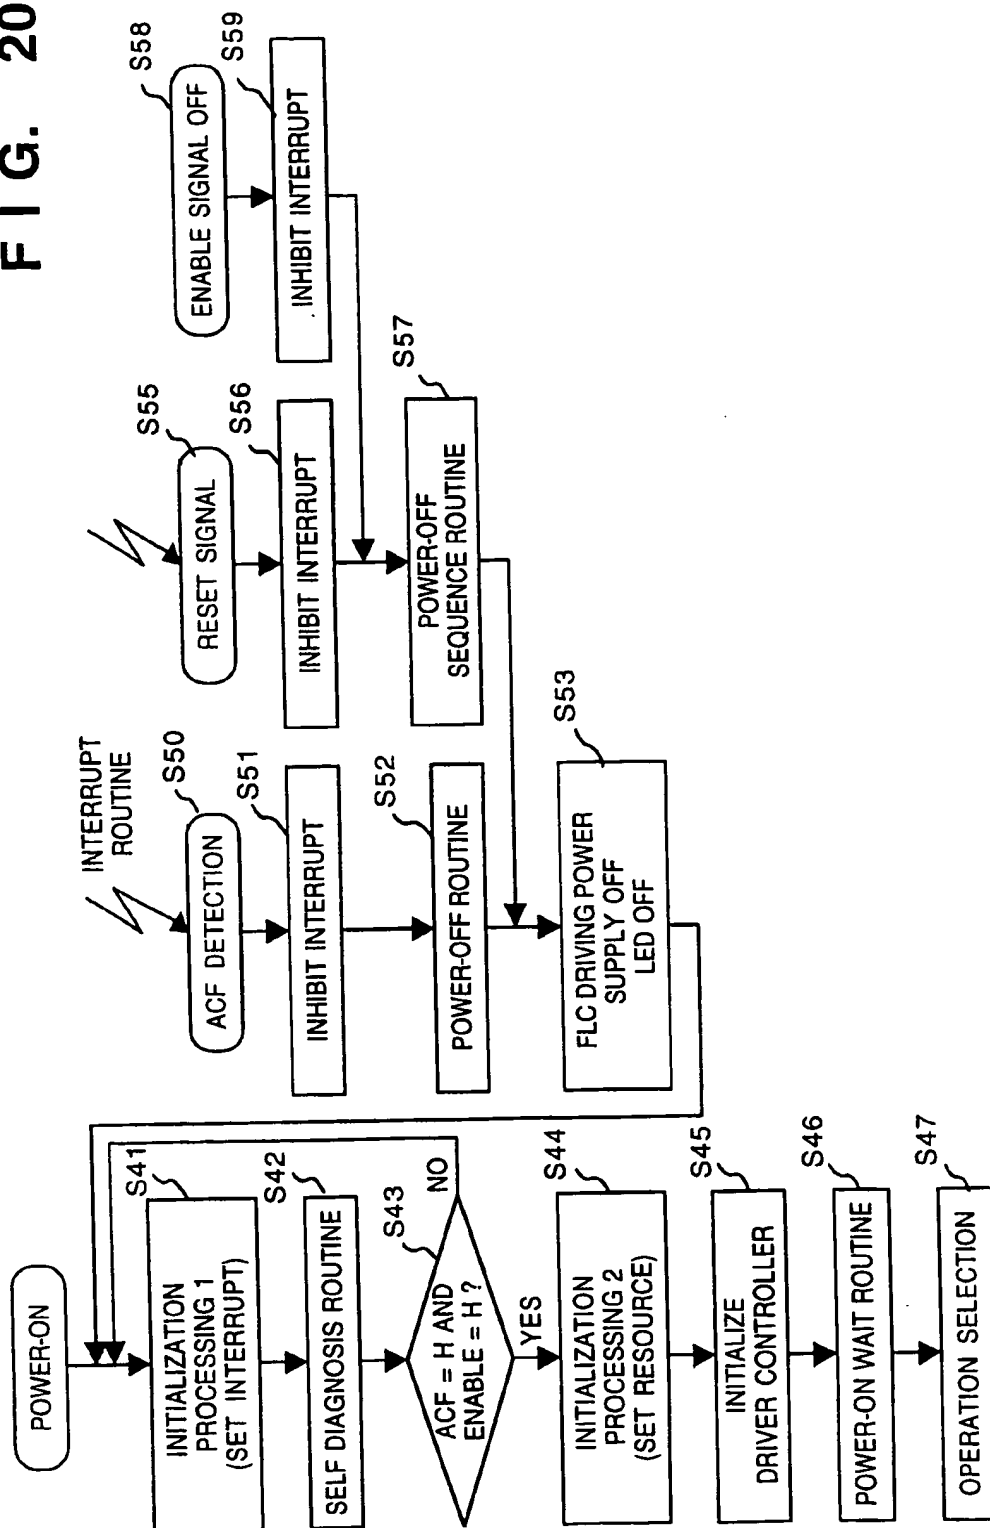 FIG. 20
POWER-ON
S41
INITIALIZATION
PROCESSING 1
(SET INTERRUPT)
S42
SELF DIAGNOSIS ROUTINE
S43
ACF = H AND
ENABLE = H ?
NO
YES
S44
INITIALIZATION
PROCESSING 2
(SET RESOURCE)
S45
INITIALIZE
DRIVER CONTROLLER
S46
POWER-ON WAIT ROUTINE
S47
OPERATION SELECTION
INTERRUPT
ROUTINE
S50
ACF DETECTION
S51
INHIBIT INTERRUPT
S52
POWER-OFF ROUTINE
S53
FLC DRIVING POWER
SUPPLY OFF
LED OFF
S55
RESET SIGNAL
S56
INHIBIT INTERRUPT
S57
POWER-OFF
SEQUENCE ROUTINE
S58
ENABLE SIGNAL OFF
S59
INHIBIT INTERRUPT